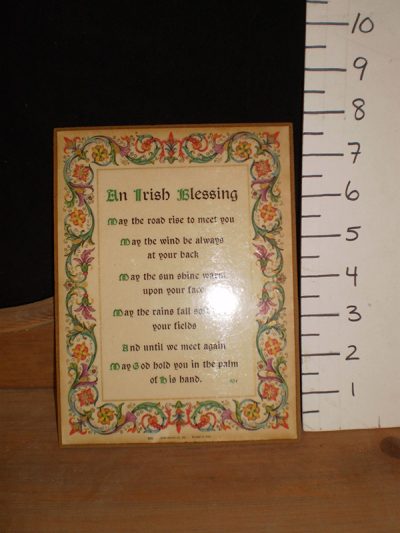 An Irish Blessing
May the road rise to meet you
May the wind be always
at your back
May the sun shine warm
upon your face
May the rains fall
your fields
And until we meet again
May God hold you in the palm
of His hand.
10
9
8
7
6
5
4
3
2
1